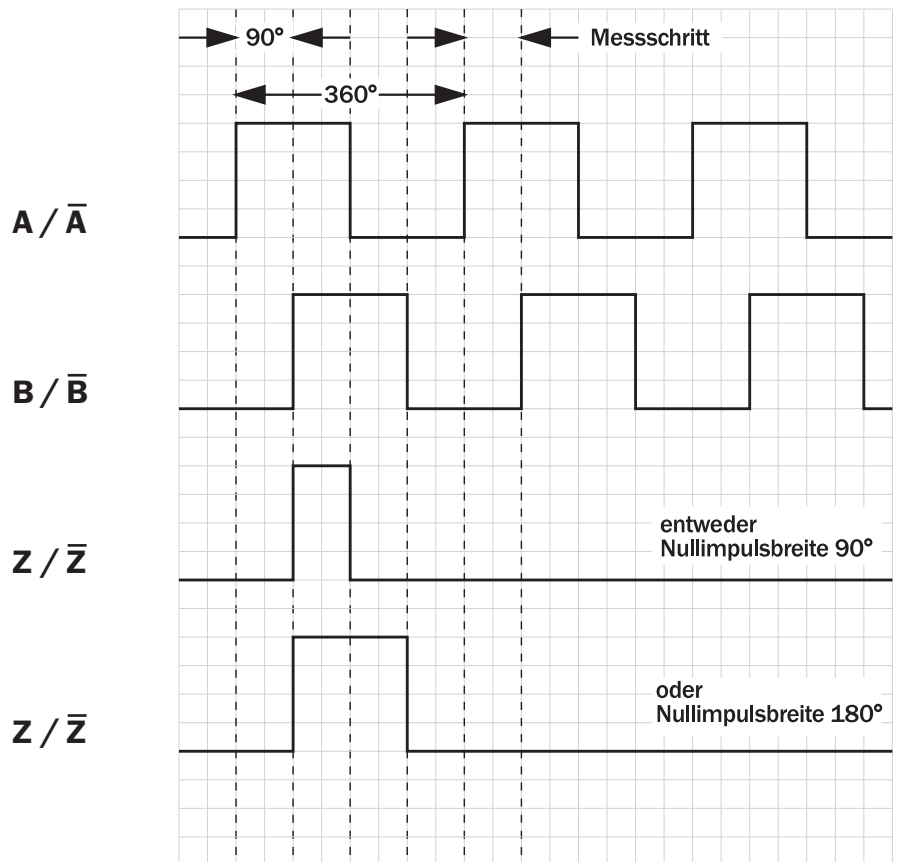 90°
Messschritt
360°
A / A̅
B / B̅
entweder
Nullimpulsbreite 90°
Z / Z̅
oder
Nullimpulsbreite 180°
Z / Z̅